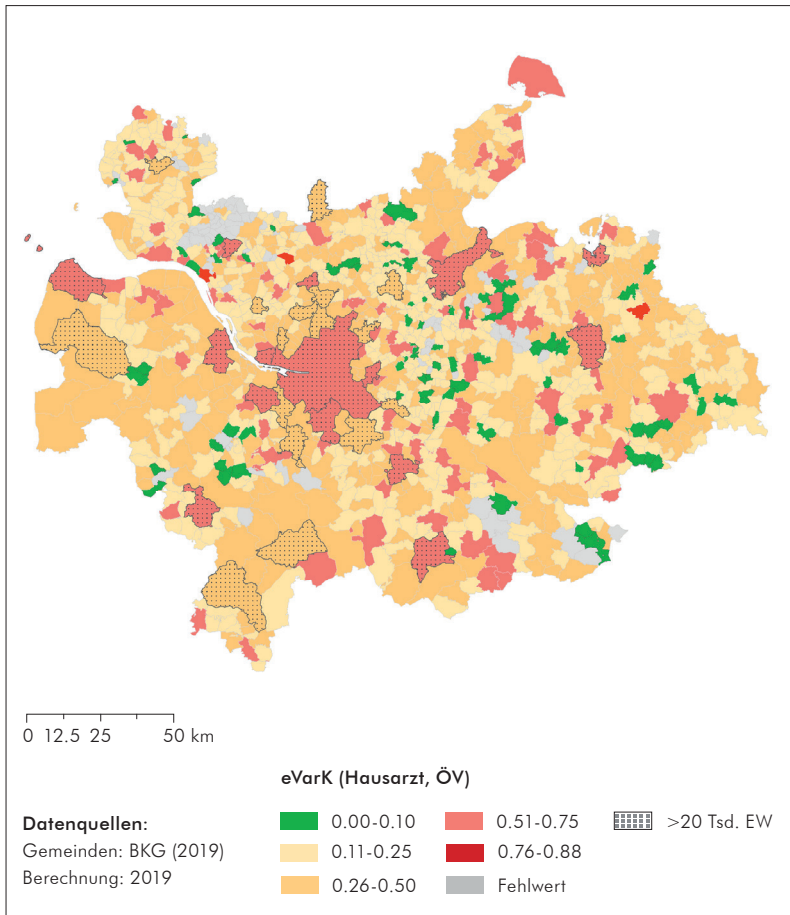 0 12.5 25 50 km
eVarK (Hausarzt, ÖV)
Datenquellen:
Gemeinden: BKG (2019)
Berechnung: 2019
0.00-0.10
0.11-0.25
0.26-0.50
0.51-0.75
0.76-0.88
Fehlwert
>20 Tsd. EW